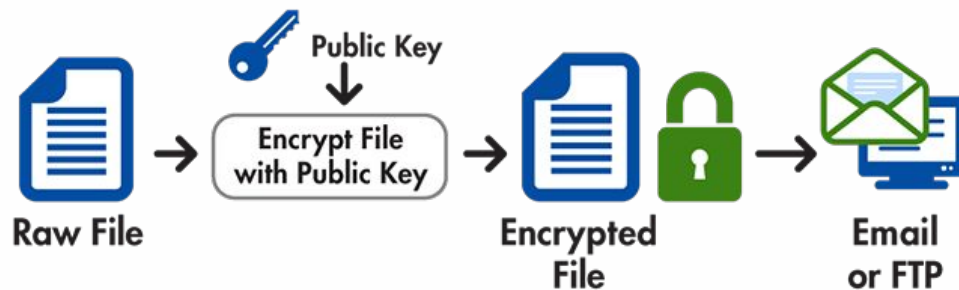 Public Key
Encrypt File
with Public Key
Raw File
Encrypted
File
Email
or FTP